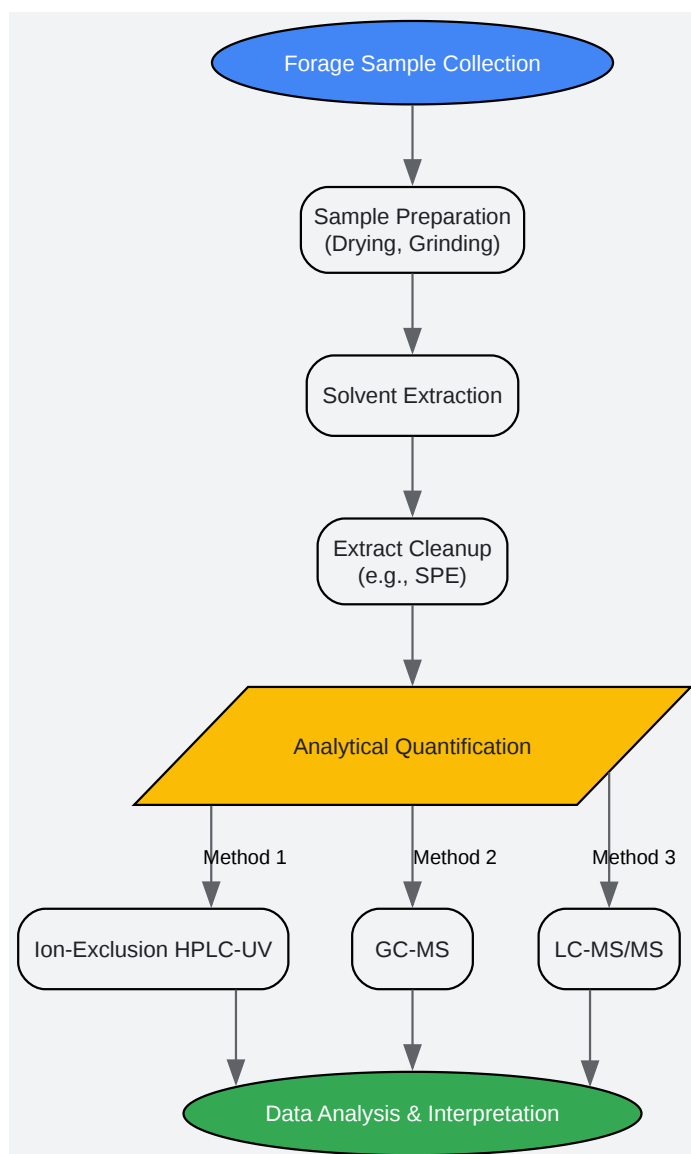 Forage Sample Collection
Sample Preparation
(Drying, Grinding)
Solvent Extraction
Extract Cleanup
(e.g., SPE)
Analytical Quantification
Method 1
Method 2
Method 3
Ion-Exclusion HPLC-UV
GC-MS
LC-MS/MS
Data Analysis & Interpretation